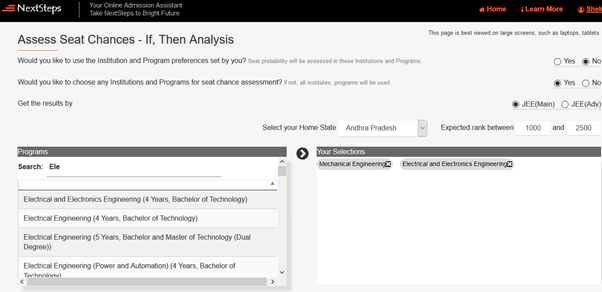 NextSteps
Your Online Admission Assistant
Take NextSteps to Bright Future.
Home
Learn More
Assess Seat Chances - If, Then Analysis
This page is best viewed on large screens, such as laptops, tablets.
Would you like to use the Institution and Program preferences set by you? Seat probability will be assessed in these Institutions and Programs.
Yes No
Would you like to choose any Institutions and Programs for seat chance assessment? If not, all institutes, programs will be used.
Yes No
Get the results by
JEE(Main) JEE(Adv)
Select your Home State Andhra Pradesh Expected rank between 1000 and 2500
Programs
Your Selections
Search: Ele
Mechanical Engineering Electrical and Electronics Engineering
Electrical and Electronics Engineering (4 Years, Bachelor of Technology)
Electrical Engineering (4 Years, Bachelor of Technology)
Electrical Engineering (5 Years, Bachelor and Master of Technology (Dual
Degree))
Electrical Engineering (Power and Automation) (4 Years, Bachelor of
Technology)